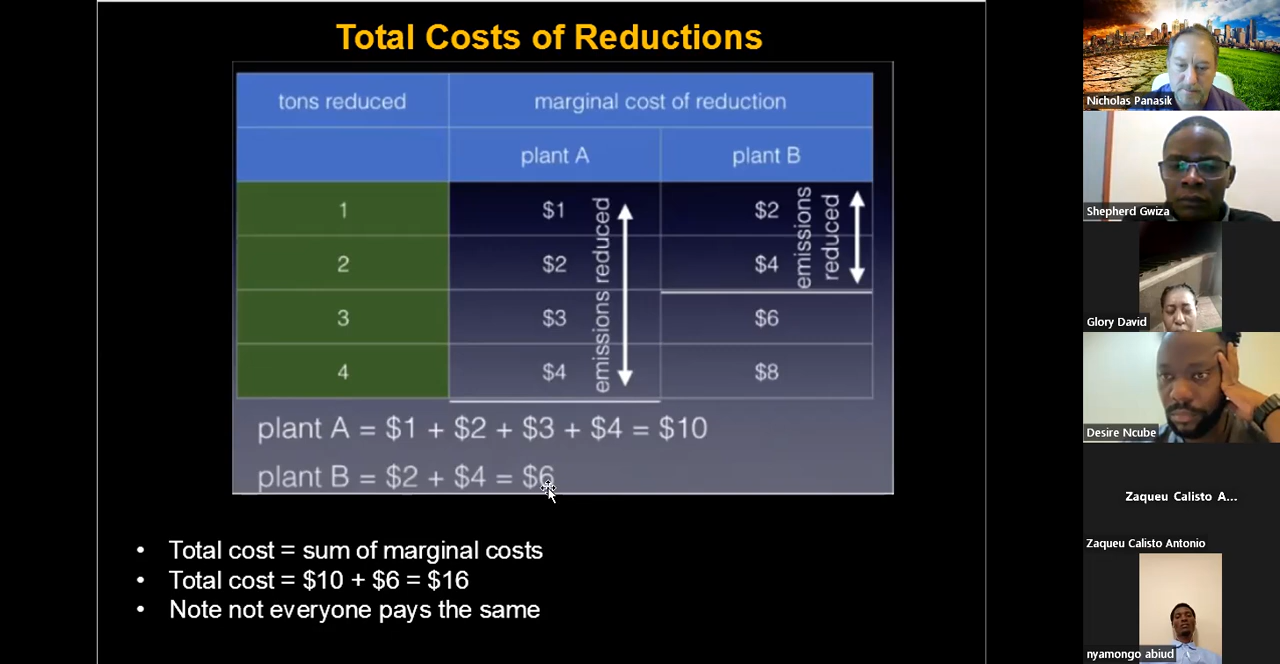 Total Costs of Reductions
tons reduced marginal cost of reduction
plant A plant B
1 $1 $2
2 $2 $4
3 $3 $6
4 $4 $8
emissions reduced
emissions
reduced
plant A = $1 + $2 + $3 + $4 = $10
plant B = $2 + $4 = $6
• Total cost = sum of marginal costs
• Total cost = $10 + $6 = $16
• Note not everyone pays the same
Nicholas Panasik
Shepherd Gwiza
Glory David
Desire Ncube
Zaqueu Calisto A...
Zaqueu Calisto Antonio
nyamongo abiud